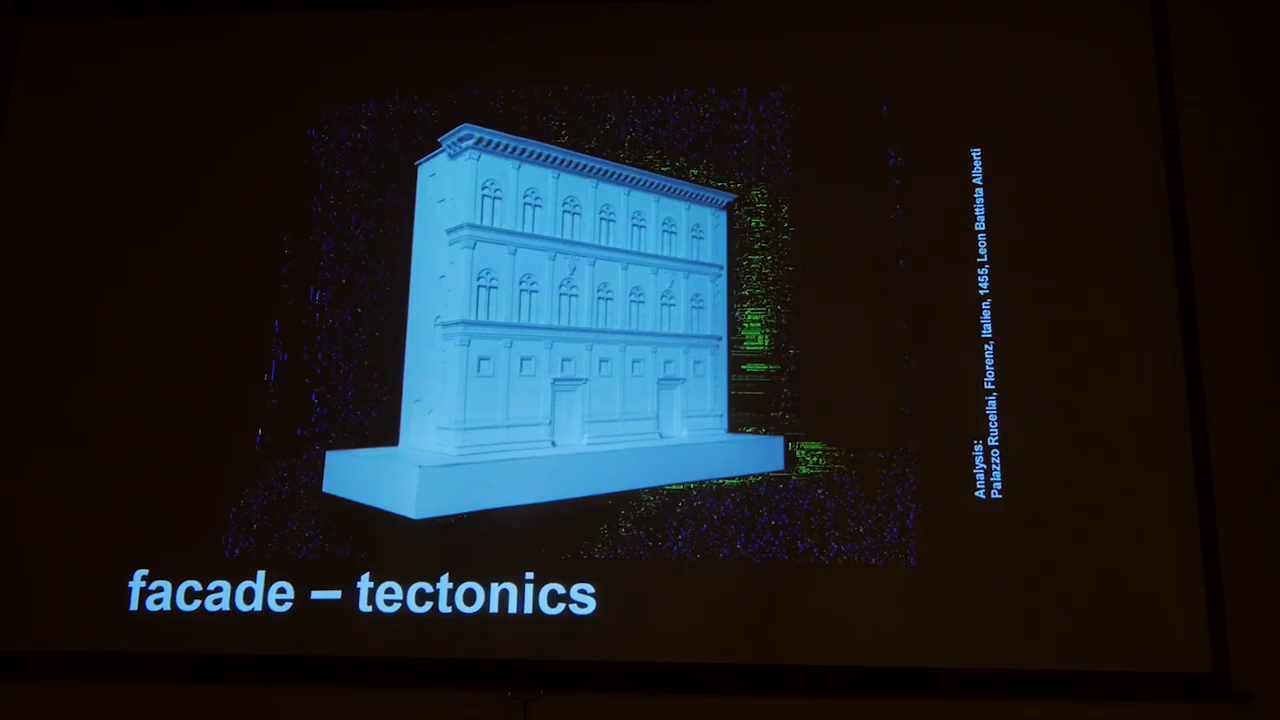 facade – tectonics
Analysis:
Palazzo Rucellai, Florenz, Italien, 1455, Leon Battista Alberti